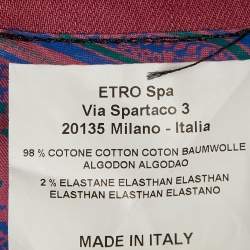 ETRO Spa
Via Spartaco 3
20135 Milano - Italia
98 % COTONE COTTON COTON BAUMWOLLE
ALGODON ALGODAO
2 % ELASTANE ELASTHAN ELASTHAN
ELASTHAN ELASTHAN ELASTANO
MADE IN ITALY